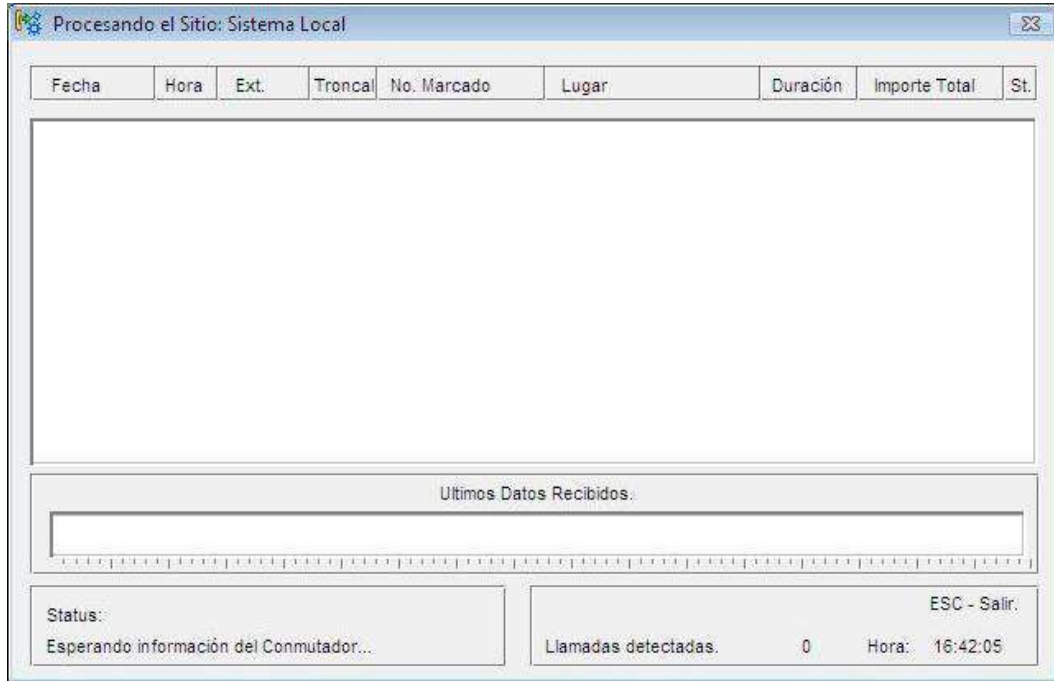 Procesando el Sitio: Sistema Local
Fecha Hora Ext. Troncal No. Marcado Lugar Duración Importe Total St.
Ultimos Datos Recibidos.
Status:
Esperando información del Conmutador...
ESC - Salir.
Llamadas detectadas. 0 Hora: 16:42:05